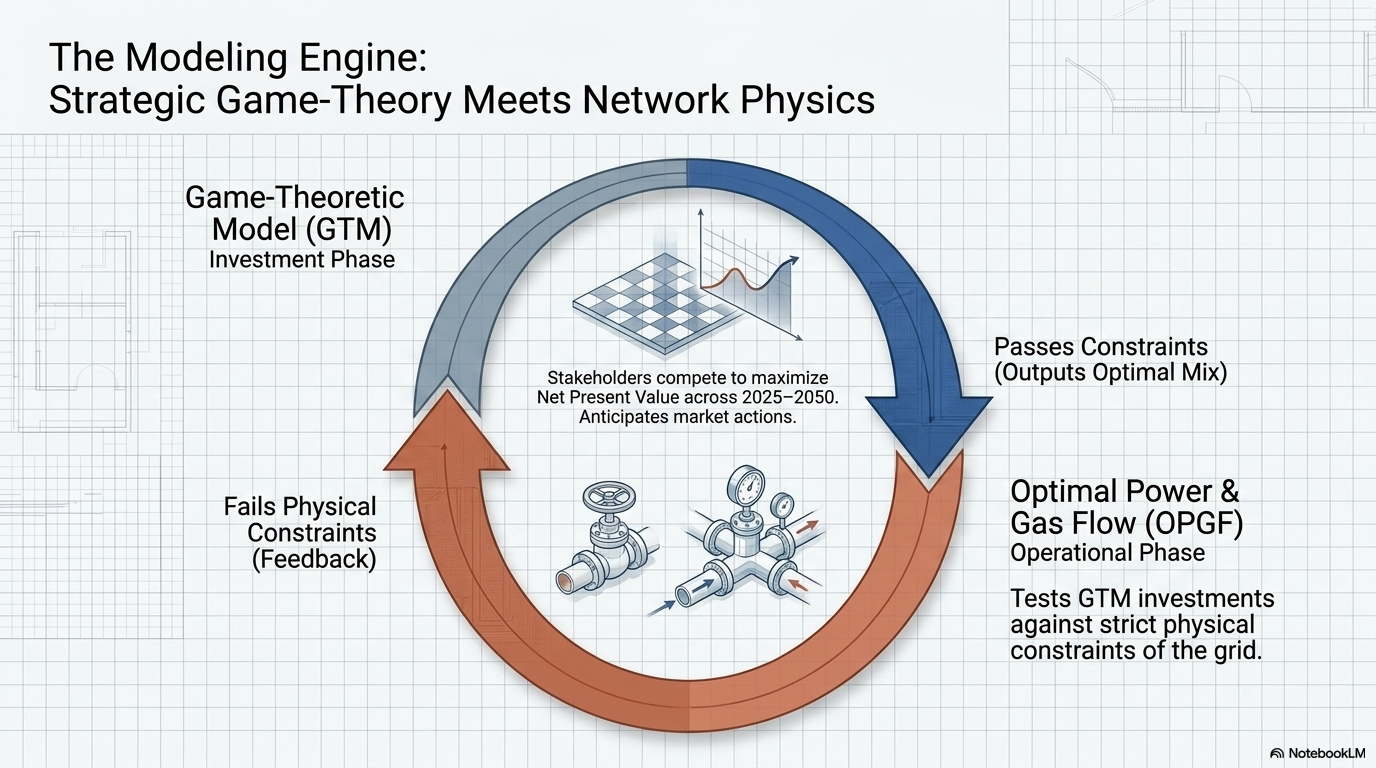 The Modeling Engine:
Strategic Game-Theory Meets Network Physics
Game-Theoretic
Model (GTM)
Investment Phase
Stakeholders compete to maximize
Net Present Value across 2025–2050.
Anticipates market actions.
Passes Constraints
(Outputs Optimal Mix)
Fails Physical
Constraints
(Feedback)
Optimal Power &
Gas Flow (OPGF)
Operational Phase
Tests GTM investments
against strict physical
constraints of the grid.
NotebookLM